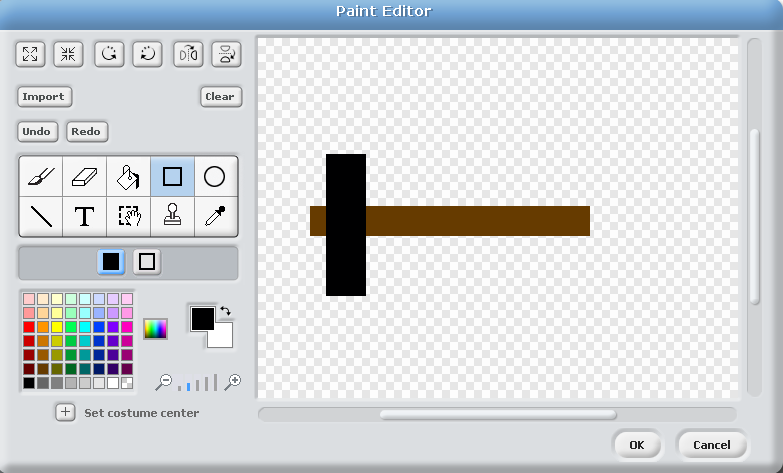 Paint Editor
Import
Clear
Undo
Redo
T
Set costume center
OK
Cancel